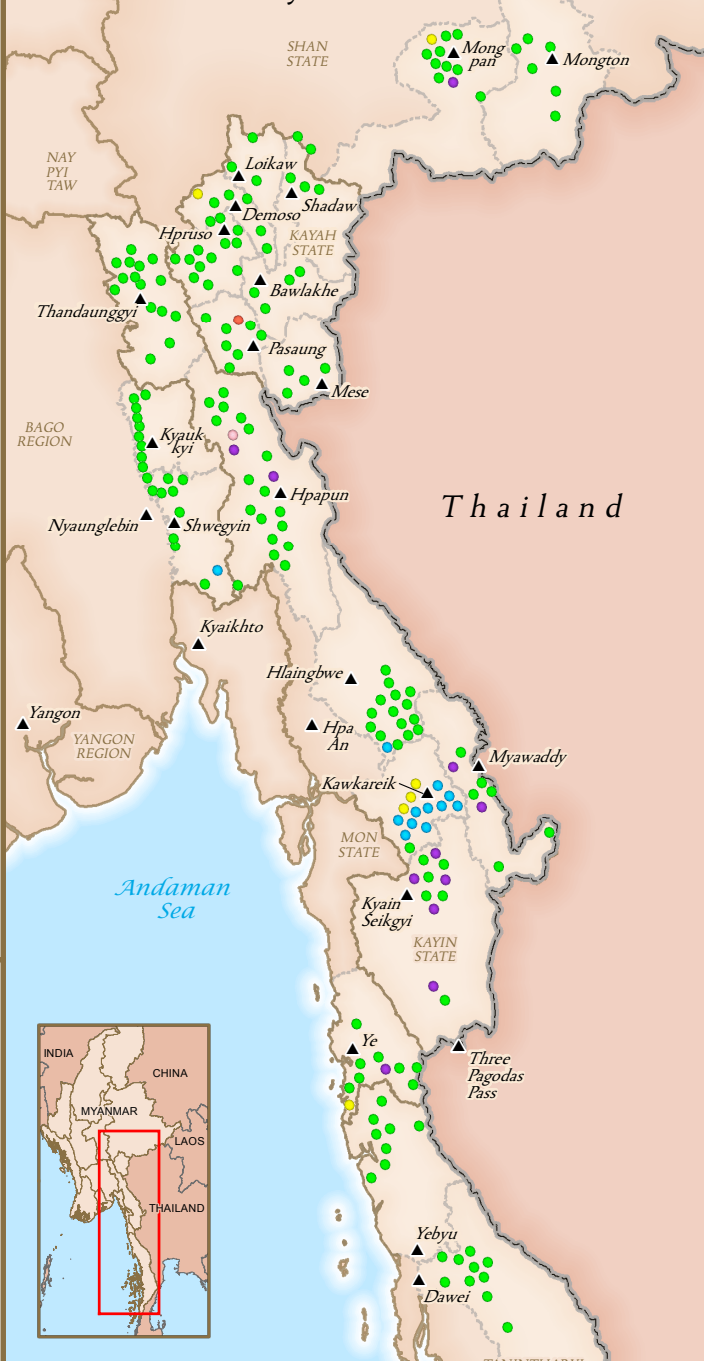 SHAN
STATE
Mong
pan
Mongton
NAY
PYI
TAW
Loikaw
Shadaw
Demoso
Hpruso
KAYAH
STATE
Bawlakhe
Thandaunggyi
Pasaung
Mese
BAGO
REGION
Kyauk
kyi
Hpapun
Thailand
Nyaunglebin
Shwegyin
Kyaikhto
Hlaingbwe
Yangon
Hpa
An
YANGON
REGION
Myawaddy
Kawkareik
MON
STATE
Andaman
Sea
Kyain
Seikgyi
KAYIN
STATE
Ye
Three
Pagodas
Pass
INDIA
CHINA
MYANMAR
LAOS
THAILAND
Yebyu
Dawei